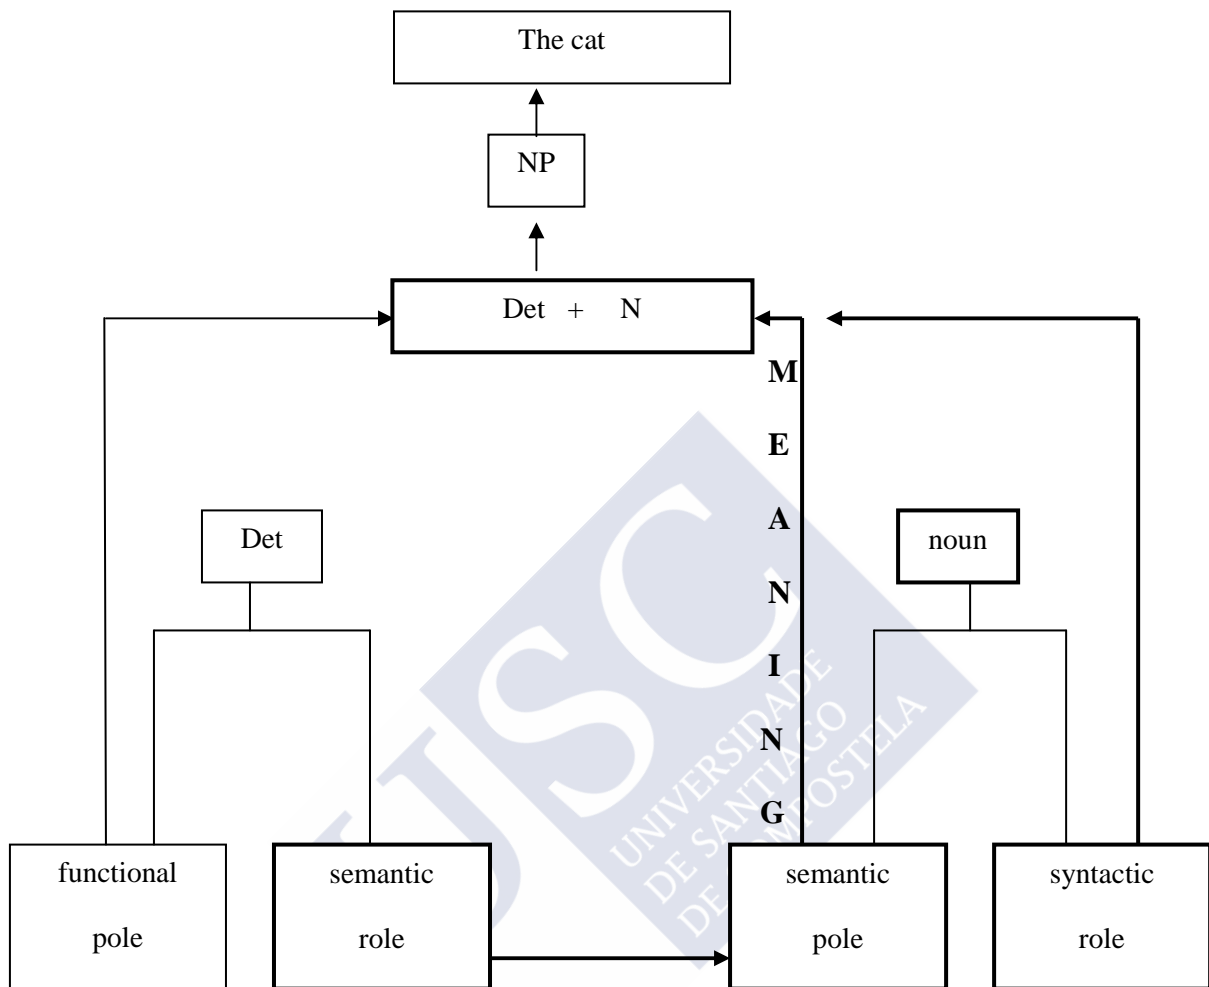 The cat
NP
Det + N
M
E
A
N
I
N
G
Det
noun
functional
pole
semantic
role
semantic
pole
syntactic
role
USC
UNIVERSIDADE
DE SANTIAGO
DE COMPOSTELA